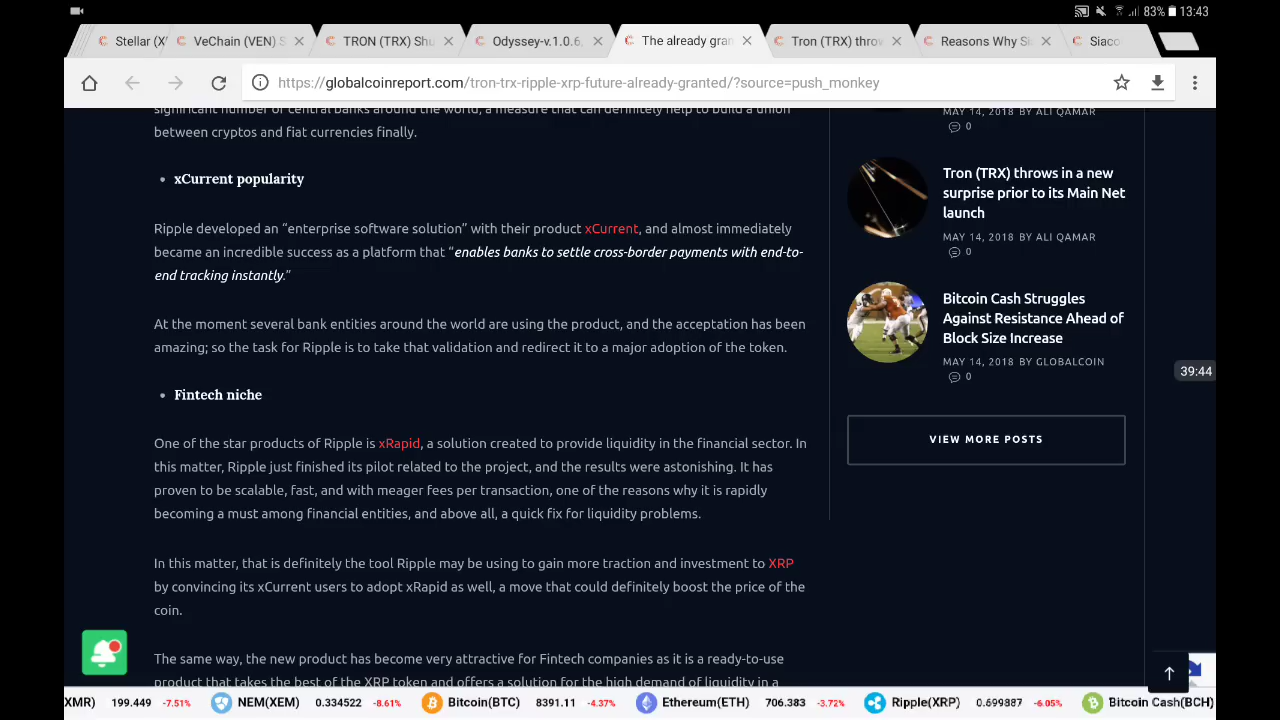 83% 13:43
Stellar (X
VeChain (VEN) S
TRON (TRX) Shu
Odyssey-v.1.0.6,
The already gran
Tron (TRX) throw
Reasons Why Si
Siaco
https://globalcoinreport.com/tron-trx-ripple-xrp-future-already-granted/?source=push_monkey
significant number of central banks around the world, a measure that can definitely help to build a union
between cryptos and fiat currencies finally.
• xCurrent popularity
Ripple developed an “enterprise software solution” with their product xCurrent, and almost immediately
became an incredible success as a platform that “enables banks to settle cross-border payments with end-to-
end tracking instantly.”
At the moment several bank entities around the world are using the product, and the acceptation has been
amazing; so the task for Ripple is to take that validation and redirect it to a major adoption of the token.
• Fintech niche
One of the star products of Ripple is xRapid, a solution created to provide liquidity in the financial sector. In
this matter, Ripple just finished its pilot related to the project, and the results were astonishing. It has
proven to be scalable, fast, and with meager fees per transaction, one of the reasons why it is rapidly
becoming a must among financial entities, and above all, a quick fix for liquidity problems.
In this matter, that is definitely the tool Ripple may be using to gain more traction and investment to XRP
by convincing its xCurrent users to adopt xRapid as well, a move that could definitely boost the price of the
coin.
The same way, the new product has become very attractive for Fintech companies as it is a ready-to-use
product that takes the best of the XRP token and offers a solution for the high demand of liquidity in a
MAY 14, 2018 BY ALI QAMAR
0
Tron (TRX) throws in a new
surprise prior to its Main Net
launch
MAY 14, 2018 BY ALI QAMAR
0
Bitcoin Cash Struggles
Against Resistance Ahead of
Block Size Increase
MAY 14, 2018 BY GLOBALCOIN
0
VIEW MORE POSTS
39:44
XMR) 199.449 -7.51% NEM(XEM) 0.334522 -8.61% Bitcoin(BTC) 8391.11 -4.37% Ethereum(ETH) 706.383 -3.72% Ripple(XRP) 0.699887 -6.05% Bitcoin Cash(BCH)